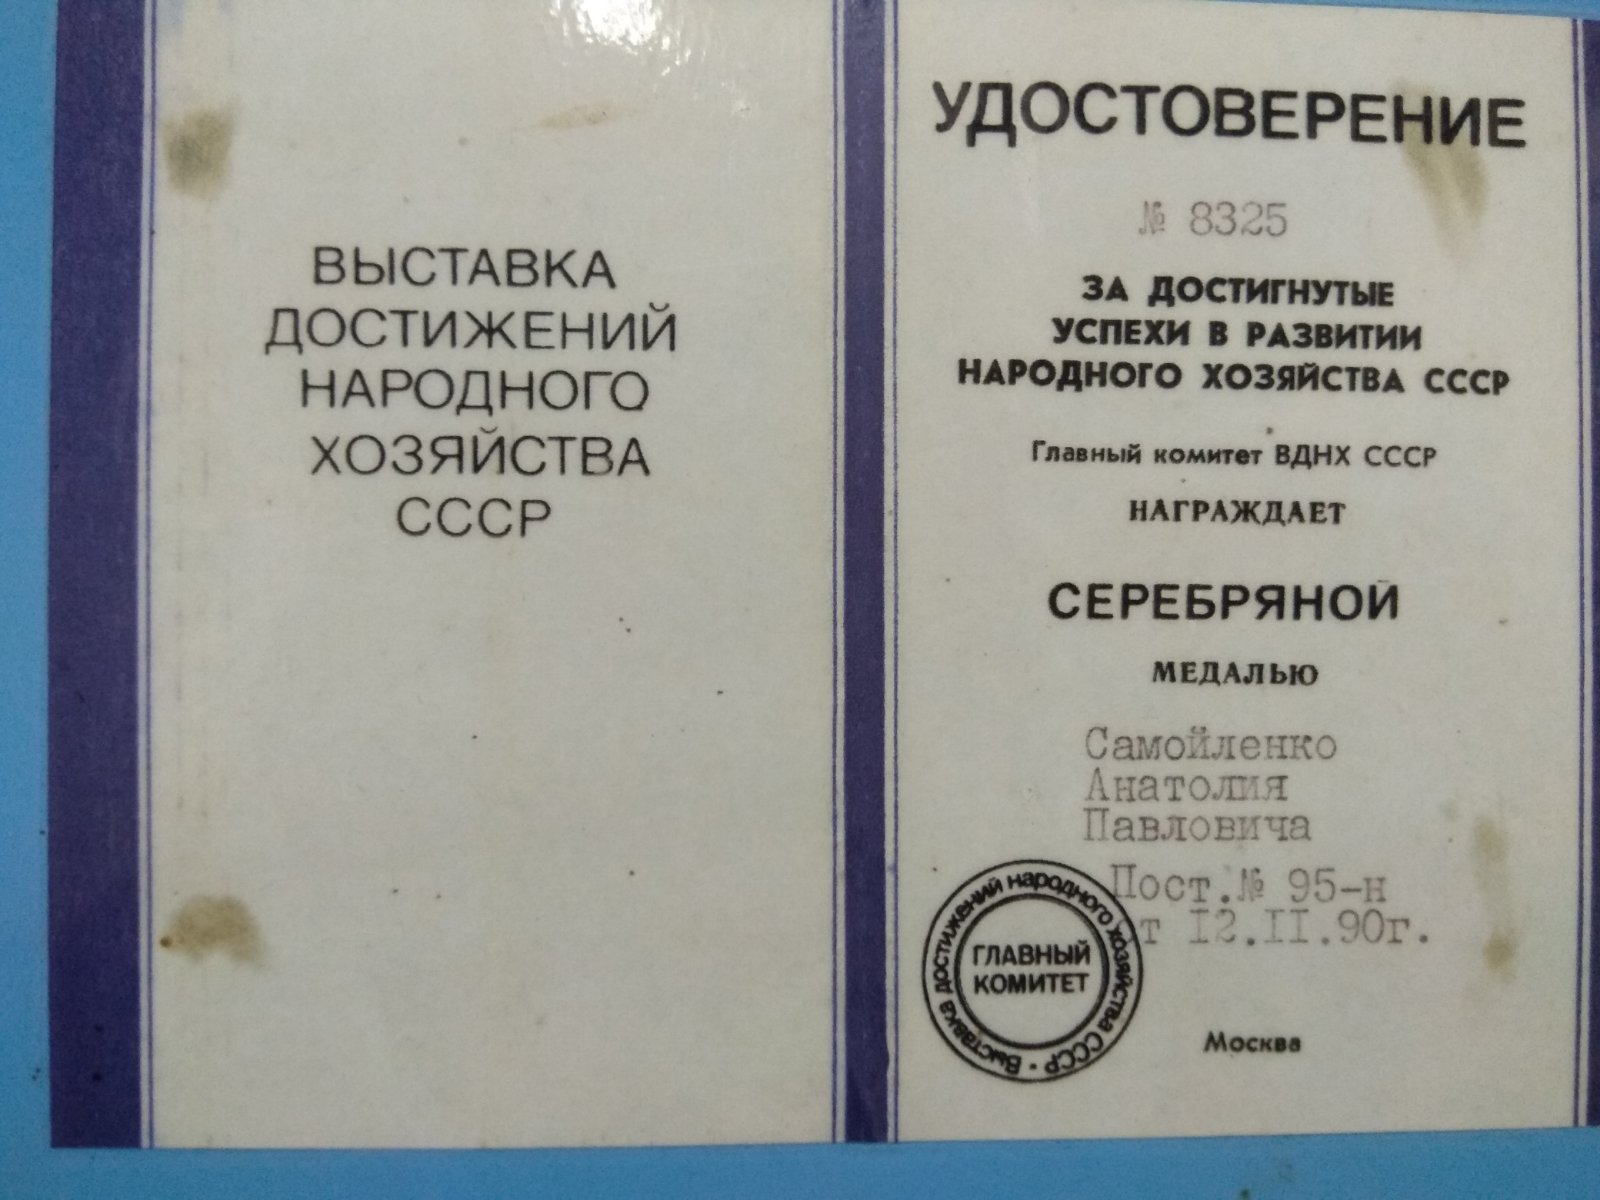 ВЫСТАВКА
ДОСТИЖЕНИЙ
НАРОДНОГО
ХОЗЯЙСТВА
СССР
УДОСТОВЕРЕНИЕ
№ 8325
ЗА ДОСТИГНУТЫЕ
УСПЕХИ В РАЗВИТИИ
НАРОДНОГО ХОЗЯЙСТВА СССР
Главный комитет ВДНХ СССР
НАГРАЖДАЕТ
СЕРЕБРЯНОЙ
МЕДАЛЬЮ
Самойленко
Анатолия
Павловича
Пост.№ 95-н
от I2.II.90г.
Выставка достижений народного хозяйства СССР
ГЛАВНЫЙ
КОМИТЕТ
Москва